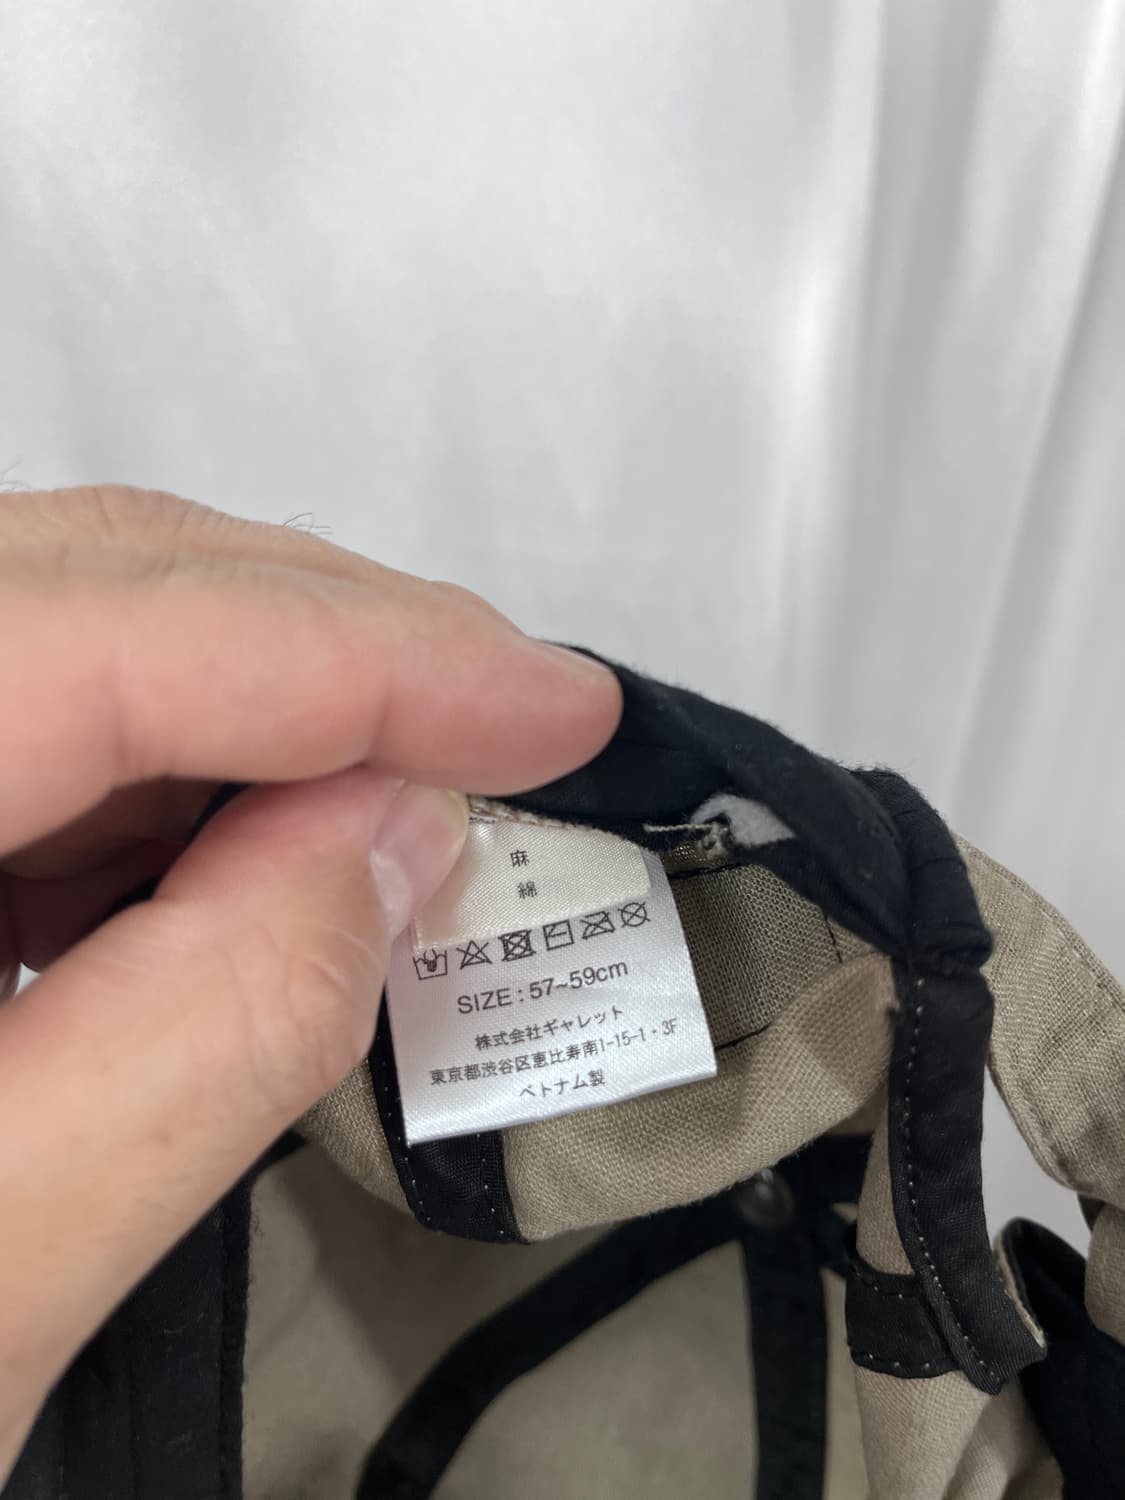 麻
綿
SIZE : 57~59cm
株式会社ギャレット
東京都渋谷区恵比寿南1-15-1・3F
ベトナム製